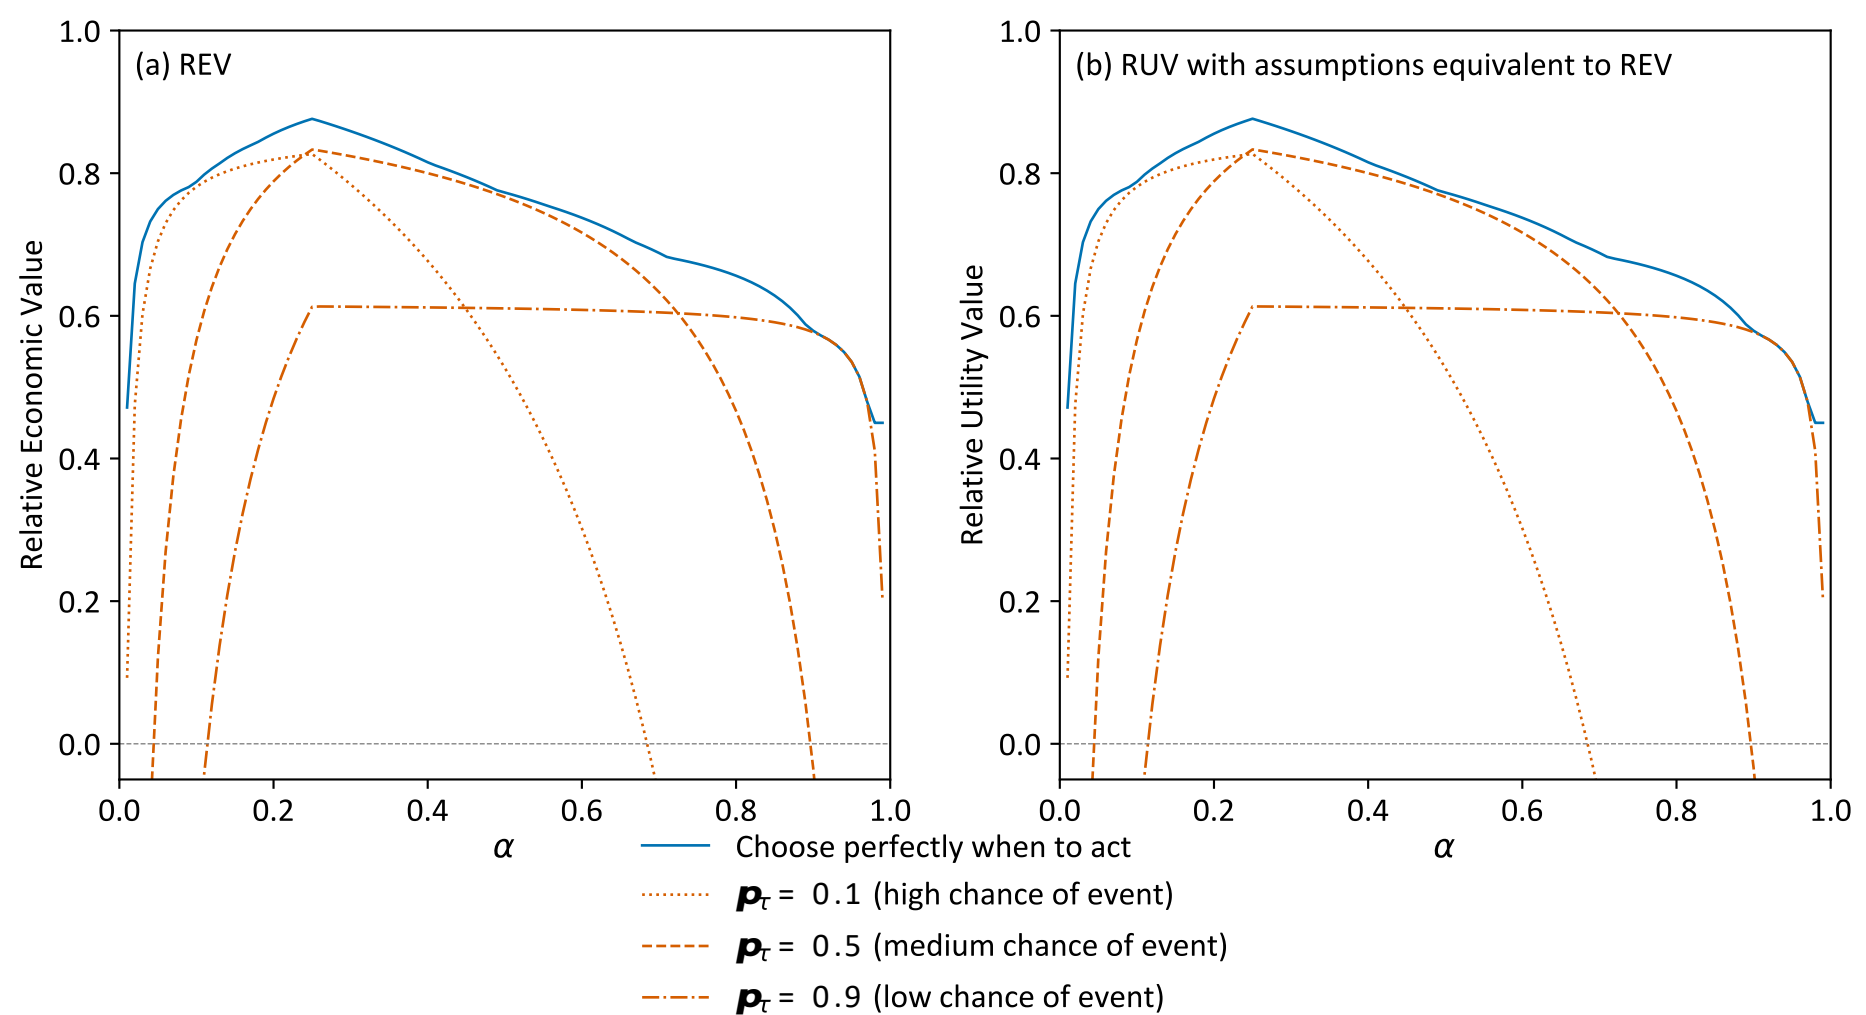 (a) REV
1.0
0.8
0.6
0.4
0.2
0.0
Relative Economic Value
0.0 0.2 0.4 0.6 0.8 1.0
α
(b) RUV with assumptions equivalent to REV
1.0
0.8
0.6
0.4
0.2
0.0
Relative Utility Value
0.0 0.2 0.4 0.6 0.8 1.0
α
Choose perfectly when to act
pτ = 0.1 (high chance of event)
pτ = 0.5 (medium chance of event)
pτ = 0.9 (low chance of event)